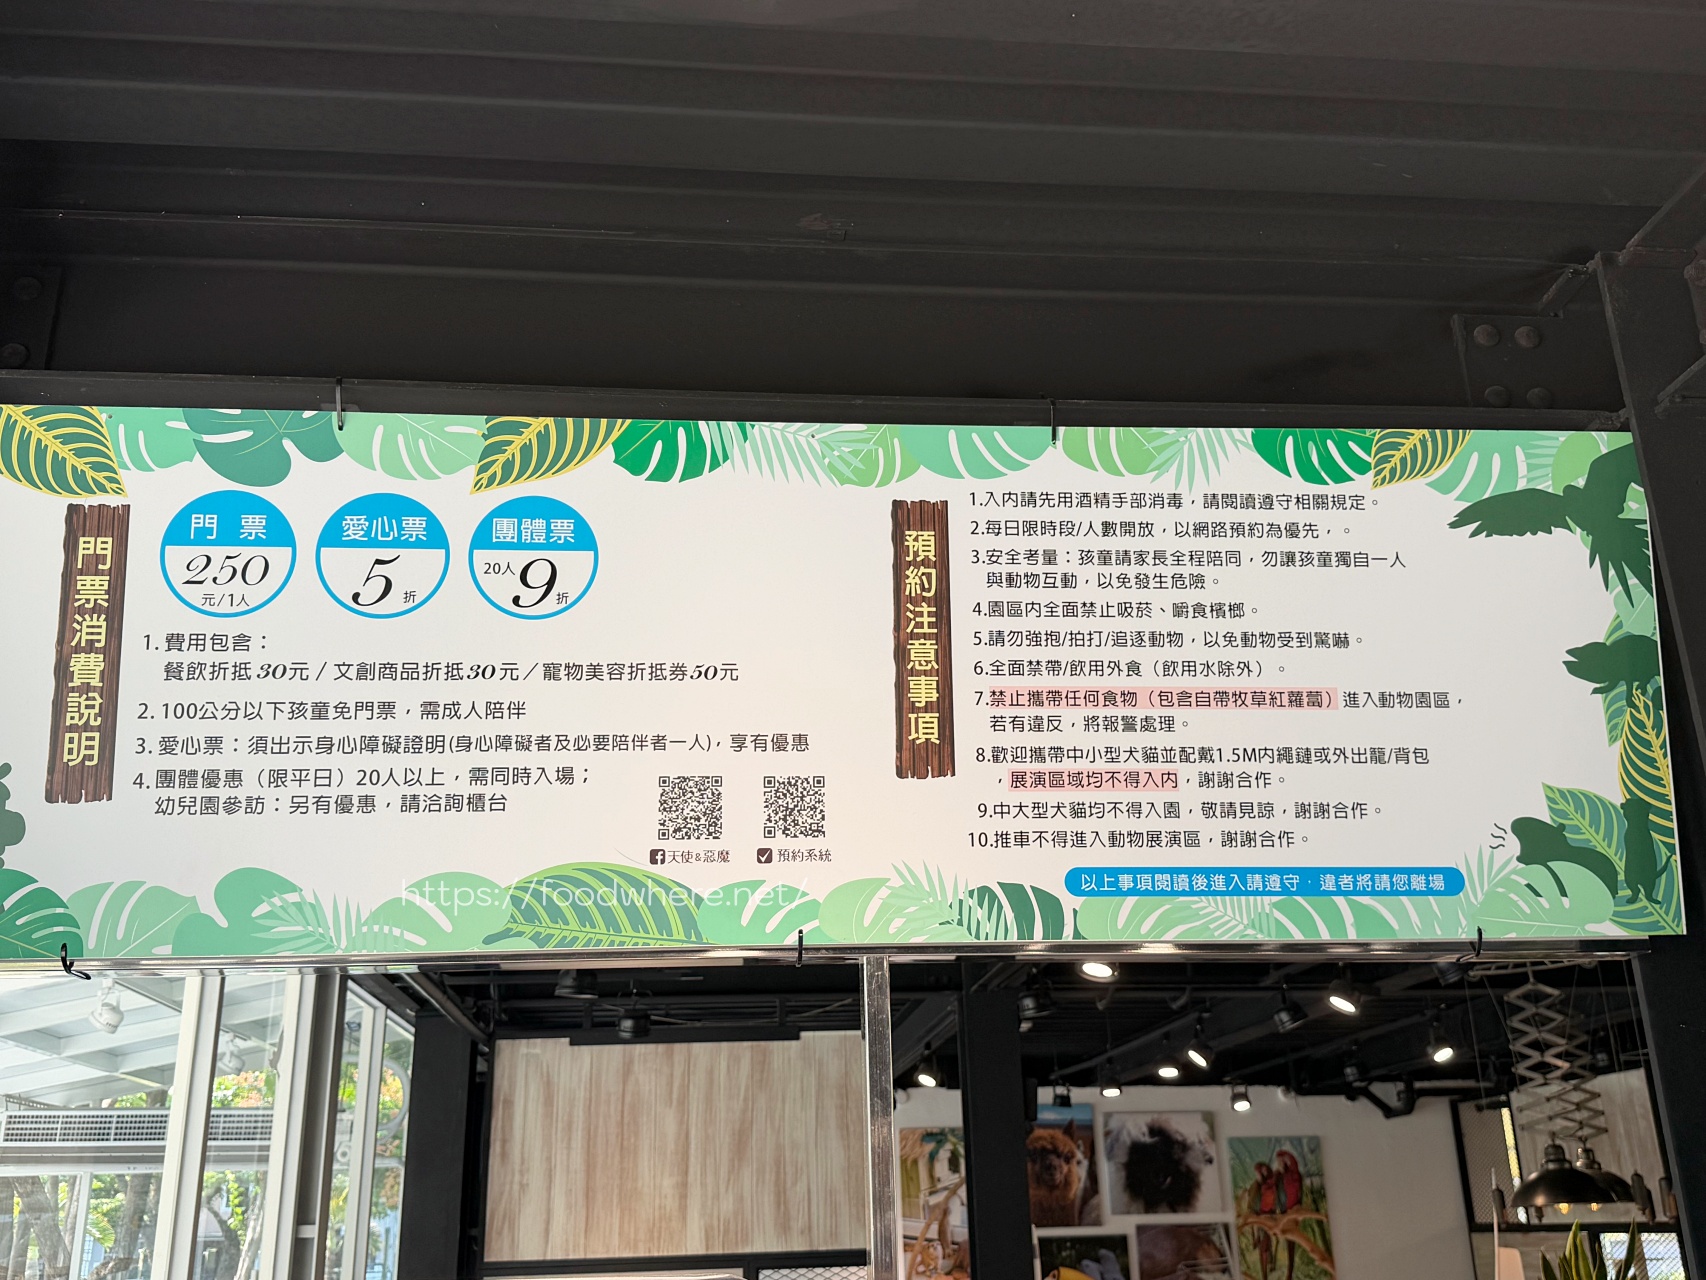 門票消費說明
門票
250
元/1人
愛心票
5折
團體票
20人9折
1. 費用包含：
餐飲折抵30元 / 文創商品折抵30元／寵物美容折抵券50元
2. 100公分以下孩童免門票，需成人陪伴
3. 愛心票：須出示身心障礙證明(身心障礙者及必要陪伴者一人)，享有優惠
4. 團體優惠（限平日）20人以上，需同時入場；
幼兒園參訪：另有優惠，請洽詢櫃台
天使&惡魔
預約系統
預約注意事項
1.入內請先用酒精手部消毒，請閱讀遵守相關規定。
2.每日限時段/人數開放，以網路預約為優先，。
3.安全考量：孩童請家長全程陪同，勿讓孩童獨自一人
與動物互動，以免發生危險。
4.園區內全面禁止吸菸、嚼食檳榔。
5.請勿強抱/拍打/追逐動物，以免動物受到驚嚇。
6.全面禁帶/飲用外食（飲用水除外）。
7.禁止攜帶任何食物（包含自帶牧草紅蘿蔔）進入動物園區，
若有違反，將報警處理。
8.歡迎攜帶中小型犬貓並配戴1.5M內繩鏈或外出籠/背包
，展演區域均不得入內，謝謝合作。
9.中大型犬貓均不得入園，敬請見諒，謝謝合作。
10.推車不得進入動物展演區，謝謝合作。
以上事項閱讀後進入請遵守．違者將請您離場
https://foodwhere.net/